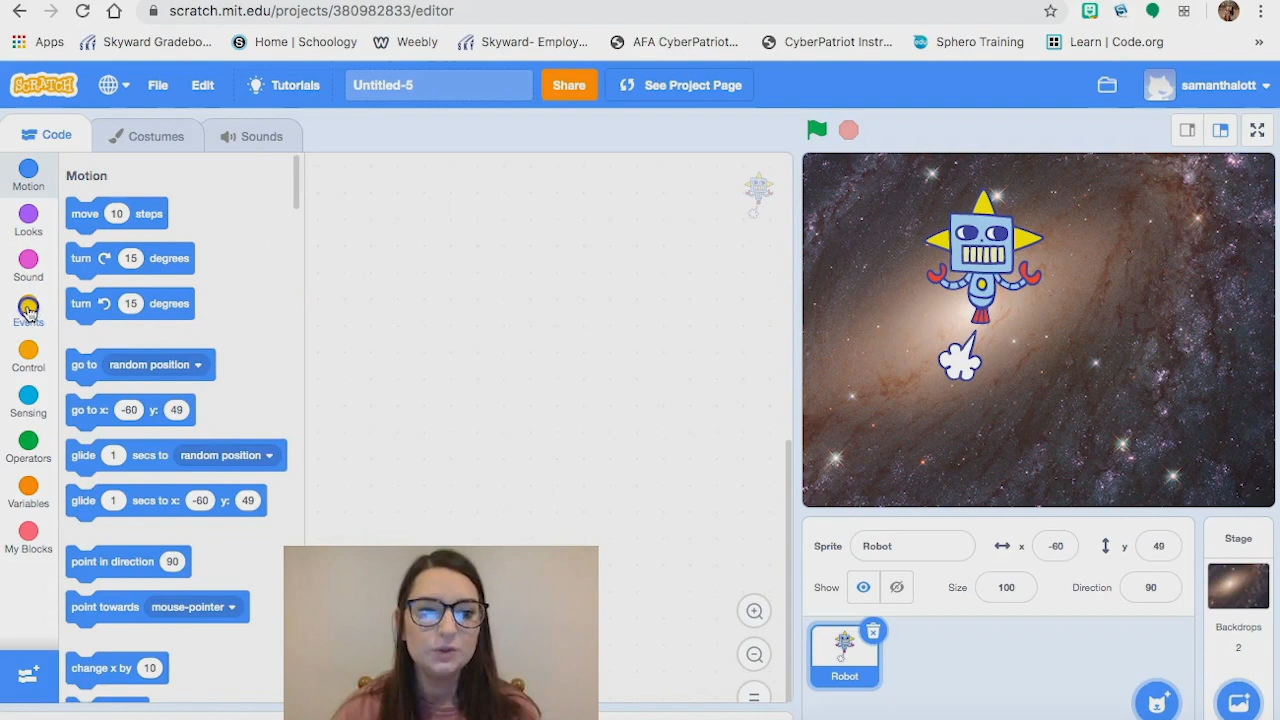 scratch.mit.edu/projects/380982833/editor
Apps
Skyward Gradebo...
Home | Schoology
Weebly
Skyward- Employ...
AFA CyberPatriot...
CyberPatriot Instr...
Sphero Training
Learn | Code.org
»
SCRATCH
File
Edit
Tutorials
Untitled-5
Share
See Project Page
samanthalott
Code
Costumes
Sounds
Motion
Looks
Sound
Events
Control
Sensing
Operators
Variables
My Blocks
Motion
move 10 steps
turn 15 degrees
turn 15 degrees
go to random position
go to x: -60 y: 49
glide 1 secs to random position
glide 1 secs to x: -60 y: 49
point in direction 90
point towards mouse-pointer
change x by 10
Sprite Robot x -60 y 49
Show Size 100 Direction 90
Robot
Stage
Backdrops
2